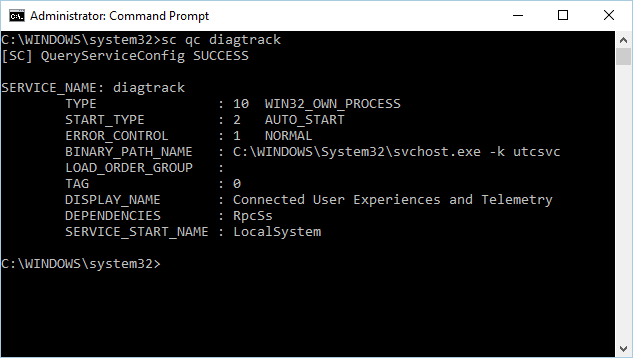 Administrator: Command Prompt
C:\WINDOWS\system32>sc qc diagtrack
[SC] QueryServiceConfig SUCCESS
SERVICE_NAME: diagtrack
        TYPE               : 10  WIN32_OWN_PROCESS
        START_TYPE         : 2   AUTO_START
        ERROR_CONTROL      : 1   NORMAL
        BINARY_PATH_NAME   : C:\WINDOWS\System32\svchost.exe -k utcsvc
        LOAD_ORDER_GROUP   :
        TAG                : 0
        DISPLAY_NAME       : Connected User Experiences and Telemetry
        DEPENDENCIES       : RpcSs
        SERVICE_START_NAME : LocalSystem
C:\WINDOWS\system32>